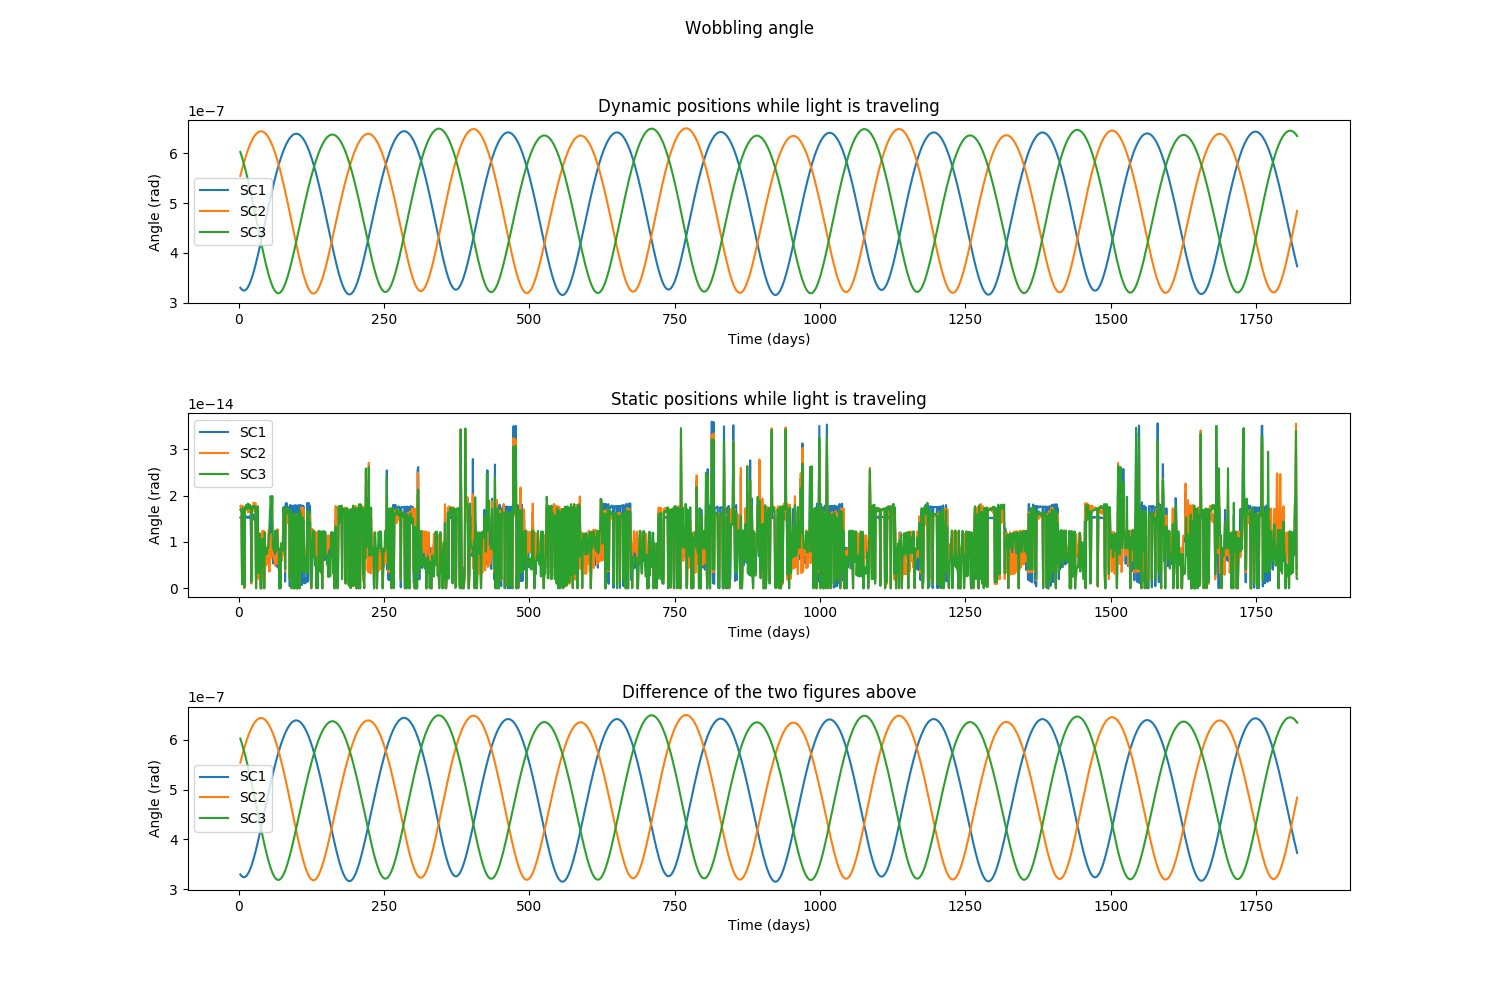 Wobbling angle
Dynamic positions while light is traveling
1e−7
6
5
4
3
Angle (rad)
SC1
SC2
SC3
0 250 500 750 1000 1250 1500 1750
Time (days)
Static positions while light is traveling
1e−14
3
2
1
0
Angle (rad)
SC1
SC2
SC3
0 250 500 750 1000 1250 1500 1750
Time (days)
Difference of the two figures above
1e−7
6
5
4
3
Angle (rad)
SC1
SC2
SC3
0 250 500 750 1000 1250 1500 1750
Time (days)